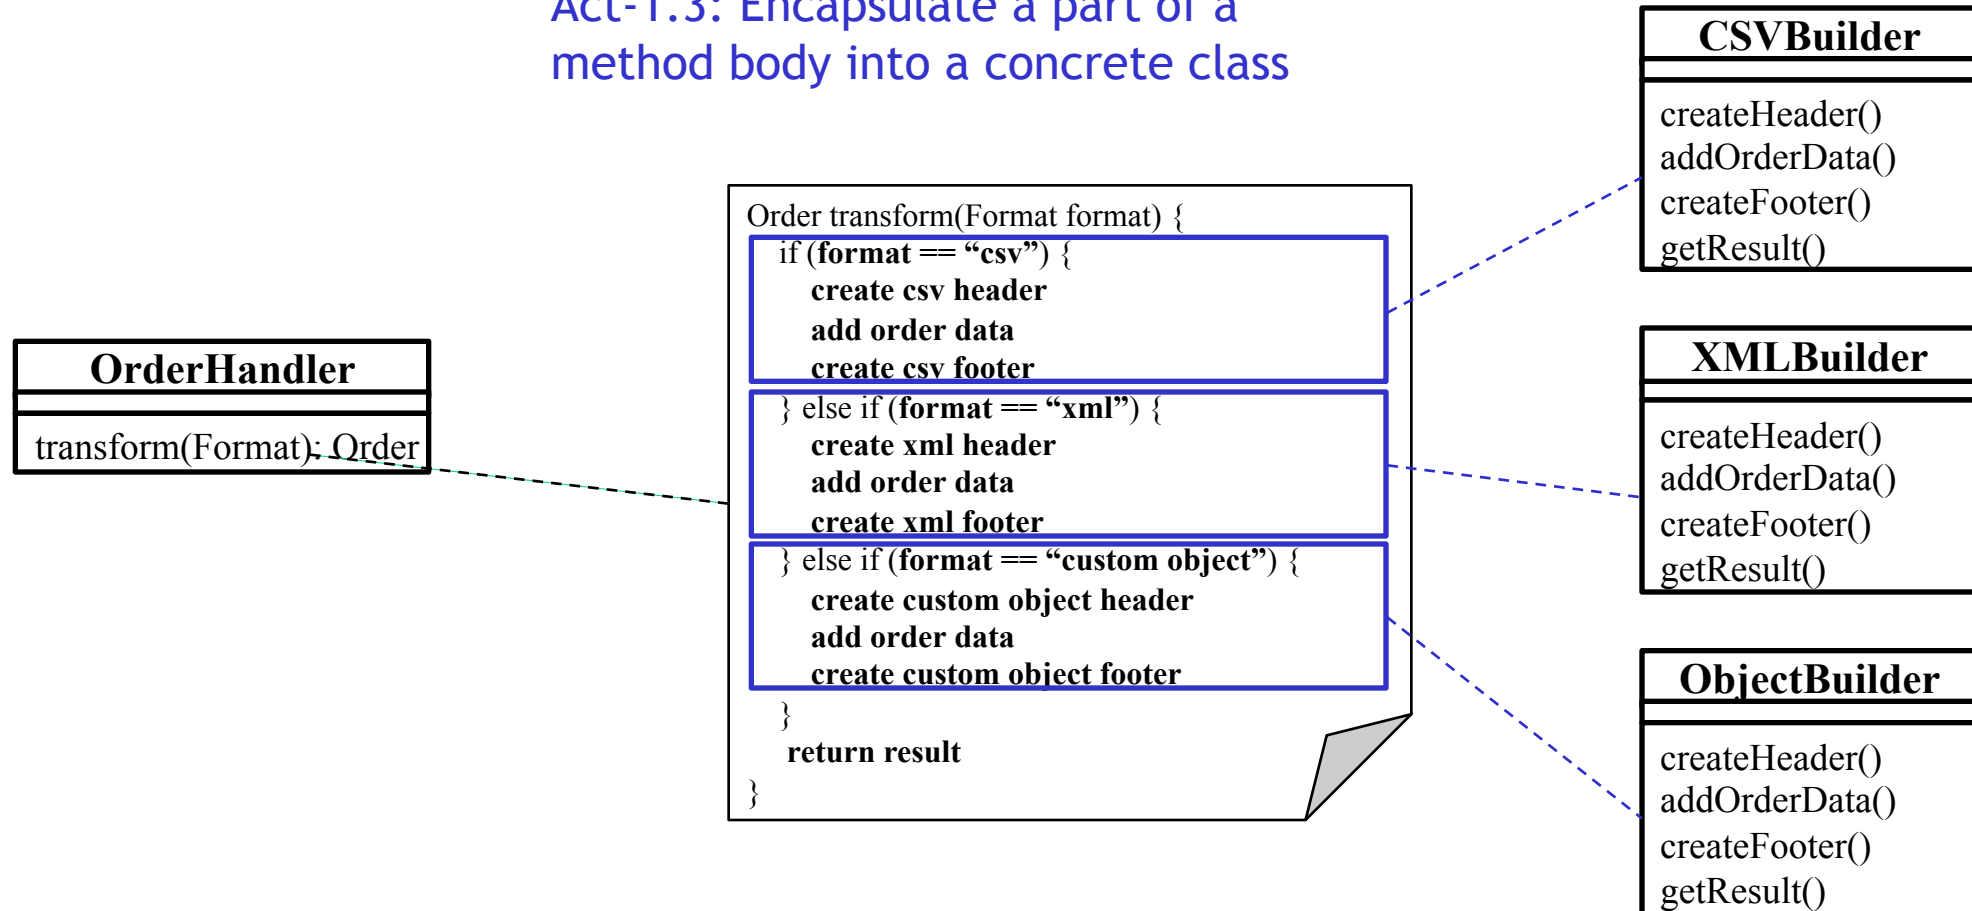 Act-1.3: Encapsulate a part of a
method body into a concrete class
OrderHandler
transform(Format): Order
Order transform(Format format) {
if (format == “csv”) {
create csv header
add order data
create csv footer
} else if (format == “xml”) {
create xml header
add order data
create xml footer
} else if (format == “custom object”) {
create custom object header
add order data
create custom object footer
}
return result
}
CSVBuilder
createHeader()
addOrderData()
createFooter()
getResult()
XMLBuilder
createHeader()
addOrderData()
createFooter()
getResult()
ObjectBuilder
createHeader()
addOrderData()
createFooter()
getResult()